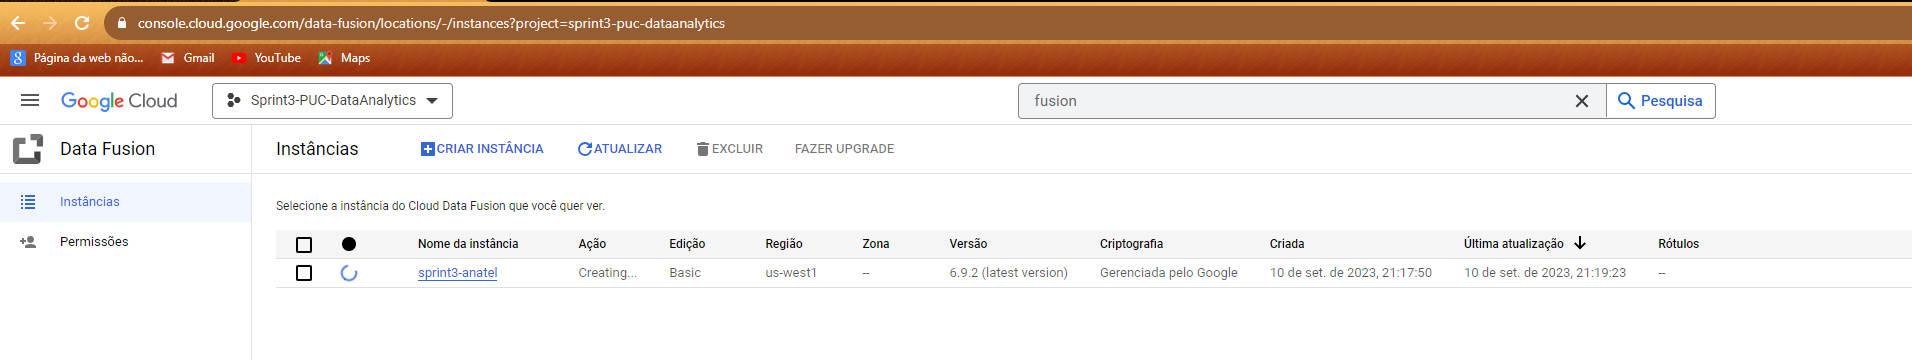 console.cloud.google.com/data-fusion/locations/-/instances?project=sprint3-puc-dataanalytics
Página da web não... Gmail YouTube Maps
Google Cloud Sprint3-PUC-DataAnalytics fusion Pesquisa
Data Fusion Instâncias CRIAR INSTÂNCIA ATUALIZAR EXCLUIR FAZER UPGRADE
Instâncias
Selecione a instância do Cloud Data Fusion que você quer ver.
Permissões
Nome da instância Ação Edição Região Zona Versão Criptografia Criada Última atualização Rótulos
sprint3-anatel Creating... Basic us-west1 -- 6.9.2 (latest version) Gerenciada pelo Google 10 de set. de 2023, 21:17:50 10 de set. de 2023, 21:19:23 --